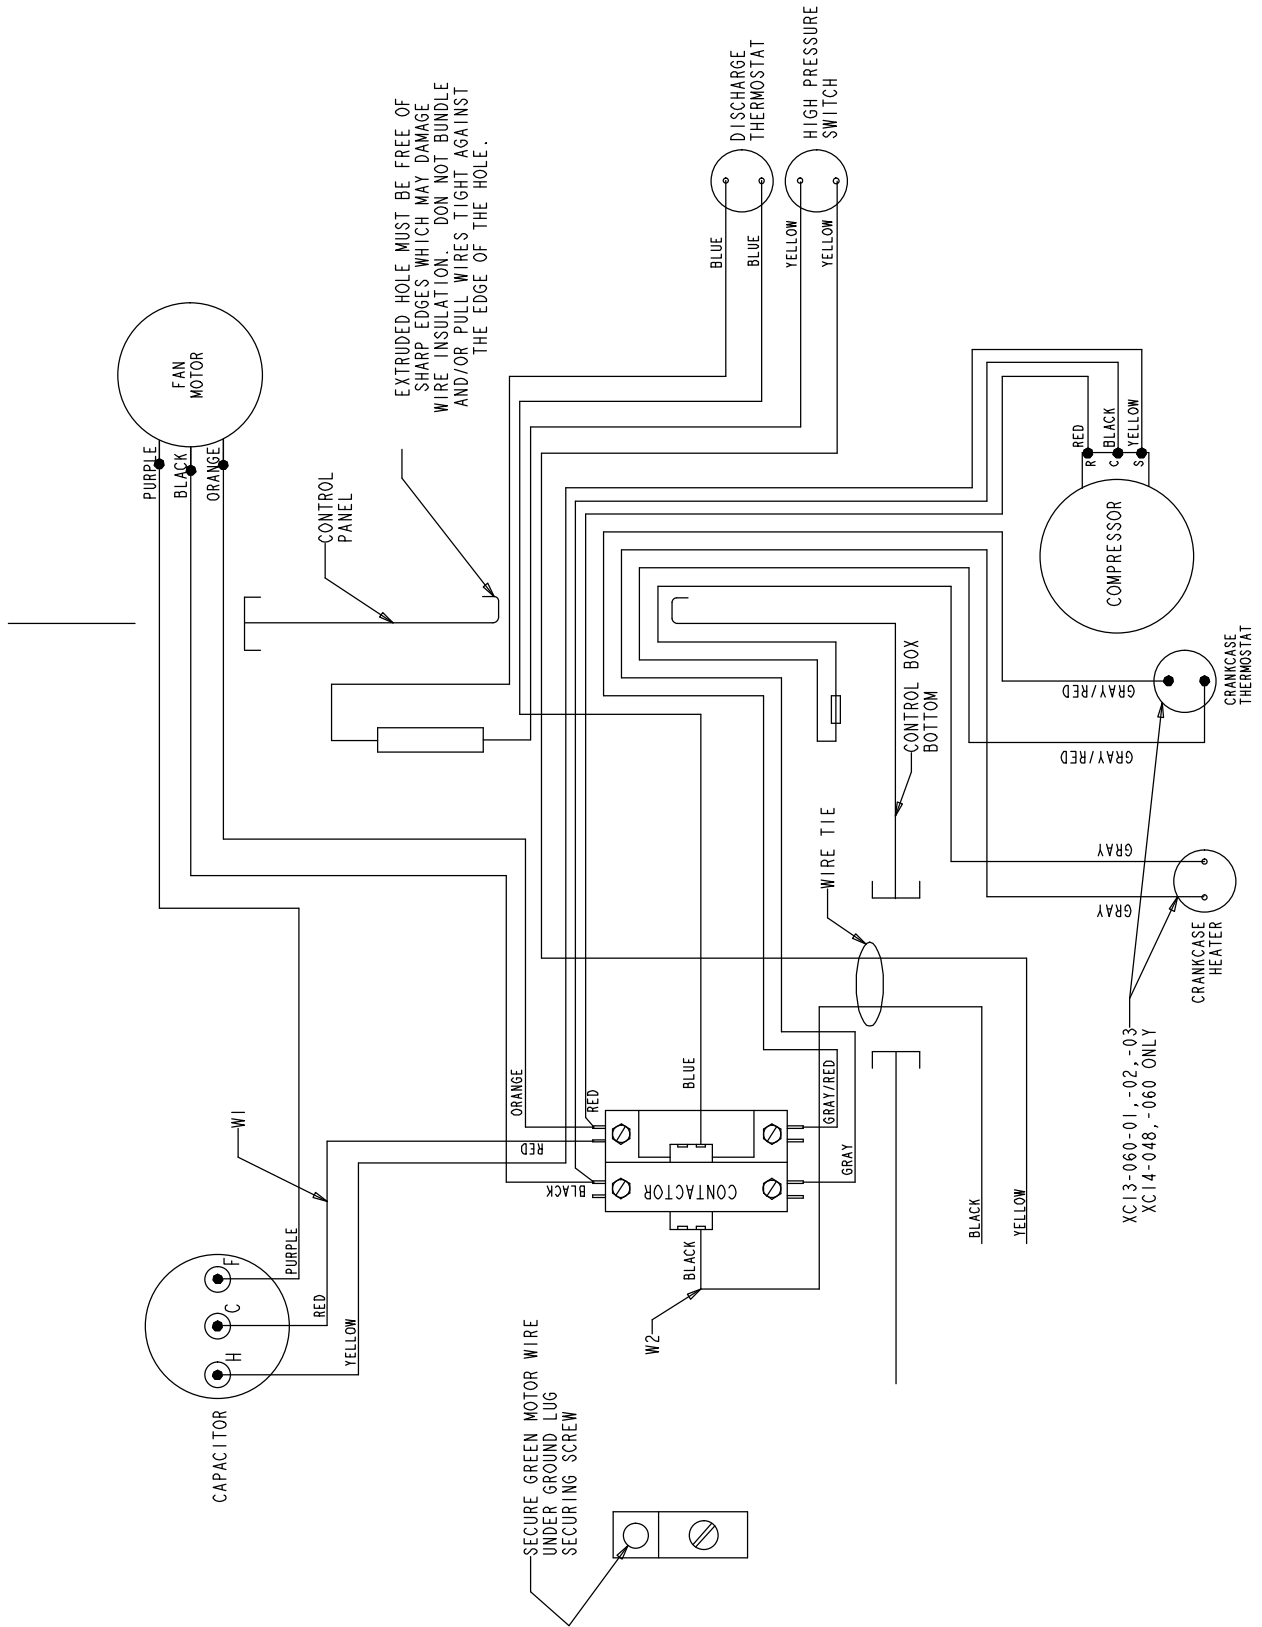 DISCHARGE
THERMOSTAT
HIGH PRESSURE
SWITCH
EXTRUDED HOLE MUST BE FREE OF
SHARP EDGES WHICH MAY DAMAGE
WIRE INSULATION. DON NOT BUNDLE
AND/OR PULL WIRES TIGHT AGAINST
THE EDGE OF THE HOLE.
BLUE
BLUE
YELLOW
YELLOW
FAN
MOTOR
PURPLE
BLACK
ORANGE
CONTROL
PANEL
RED
BLACK
YELLOW
R
C
S
COMPRESSOR
CRANKCASE
THERMOSTAT
GRAY/RED
GRAY/RED
CONTROL BOX
BOTTOM
WIRE TIE
GRAY
GRAY
CRANKCASE
HEATER
XC13-060-01,-02,-03
XC14-048,-060 ONLY
W1
ORANGE
RED
RED
BLACK
BLUE
GRAY/RED
GRAY
CONTACTOR
BLACK
W2
BLACK
YELLOW
PURPLE
RED
YELLOW
F
C
H
CAPACITOR
SECURE GREEN MOTOR WIRE
UNDER GROUND LUG
SECURING SCREW